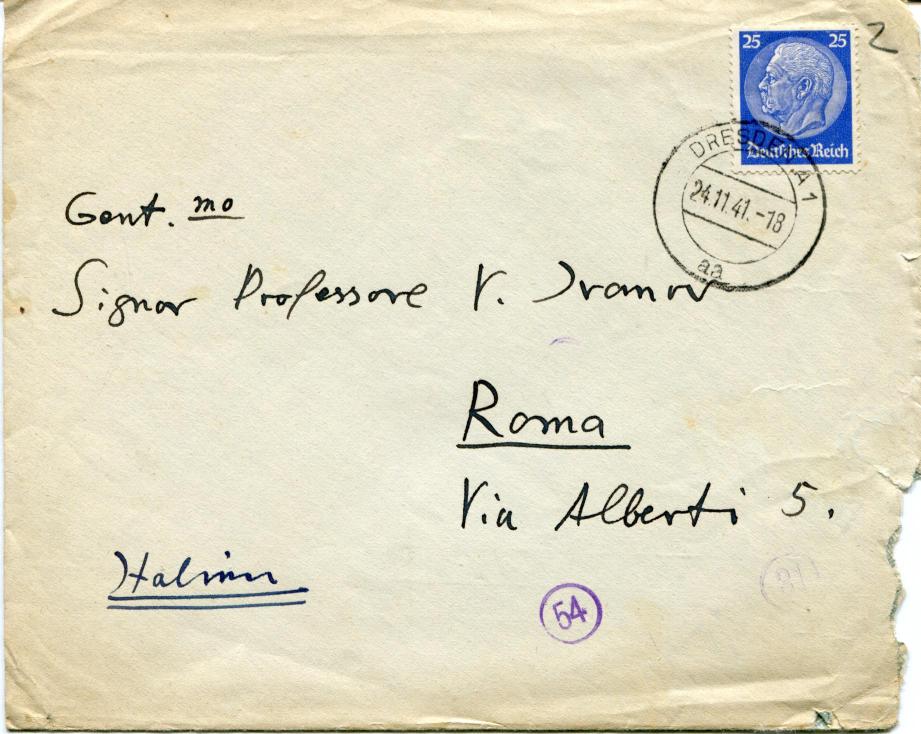 25 25
Deutsches Reich
2
DRESDEN A 1
24.11.41.-18
aa
Gent. mo
Signor Professore V. Ivanov
Roma
Via Alberti 5.
Italien
54